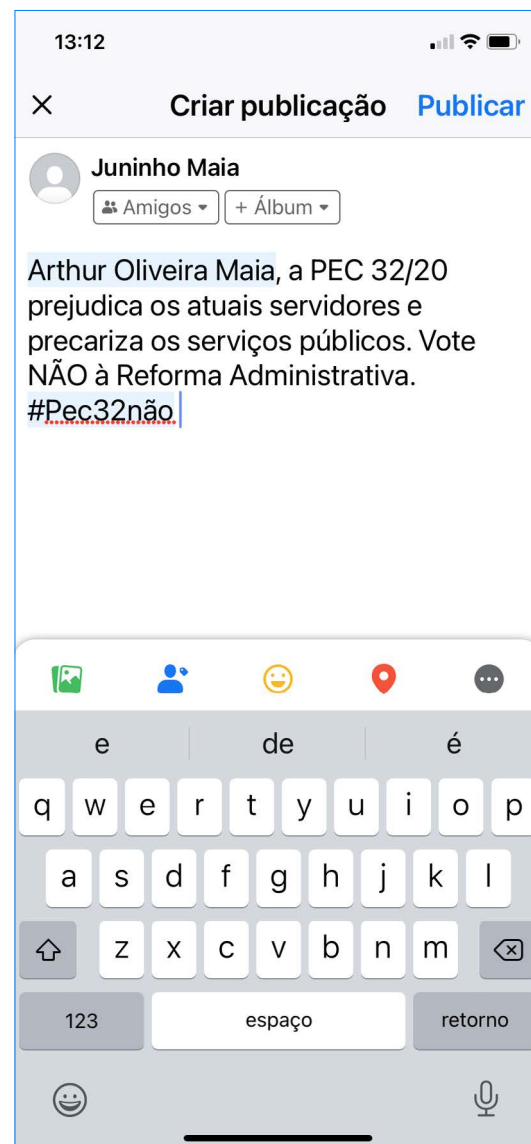 13:12
Criar publicação Publicar
Juninho Maia
Amigos + Álbum
Arthur Oliveira Maia, a PEC 32/20
prejudica os atuais servidores e
precariza os serviços públicos. Vote
NÃO à Reforma Administrativa.
#Pec32não
e de é
q w e r t y u i o p
a s d f g h j k l
z x c v b n m
123 espaço retorno